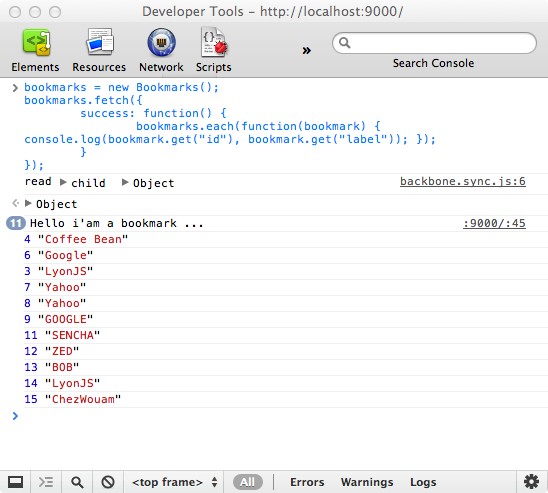 Developer Tools – http://localhost:9000/
Elements Resources Network Scripts » Search Console
bookmarks = new Bookmarks();
bookmarks.fetch({
success: function() {
bookmarks.each(function(bookmark) {
console.log(bookmark.get("id"), bookmark.get("label")); });
}
});
read ▶ child ▶ Object backbone.sync.js:6
▶ Object
11 Hello i'am a bookmark ... :9000/:45
4 "Coffee Bean"
6 "Google"
3 "LyonJS"
7 "Yahoo"
8 "Yahoo"
9 "GOOGLE"
11 "SENCHA"
12 "ZED"
13 "BOB"
14 "LyonJS"
15 "ChezWouam"
<top frame> All Errors Warnings Logs